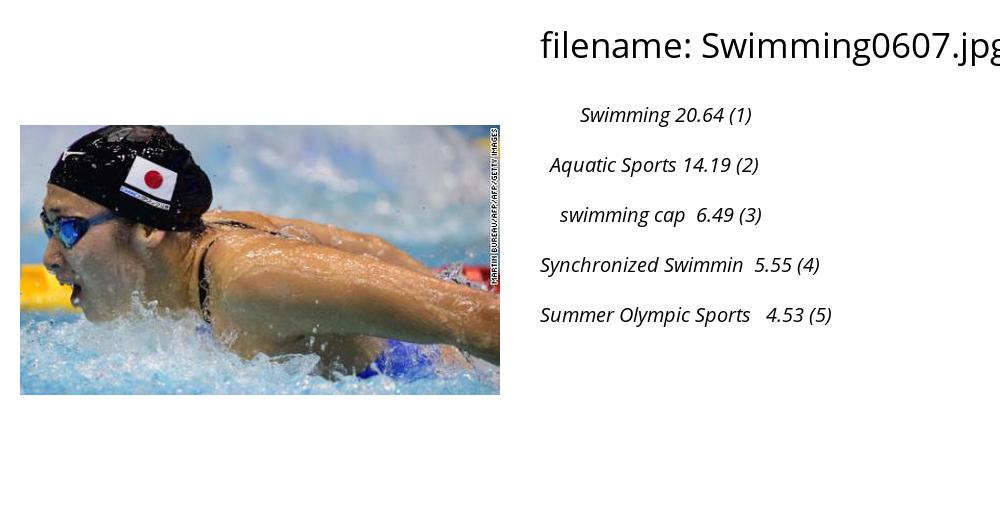 filename: Swimming0607.jpg
Swimming 20.64 (1)
Aquatic Sports 14.19 (2)
swimming cap 6.49 (3)
Synchronized Swimmin 5.55 (4)
Summer Olympic Sports 4.53 (5)
MARTIN BUREAU/AFP/AFP/GETTY IMAGES